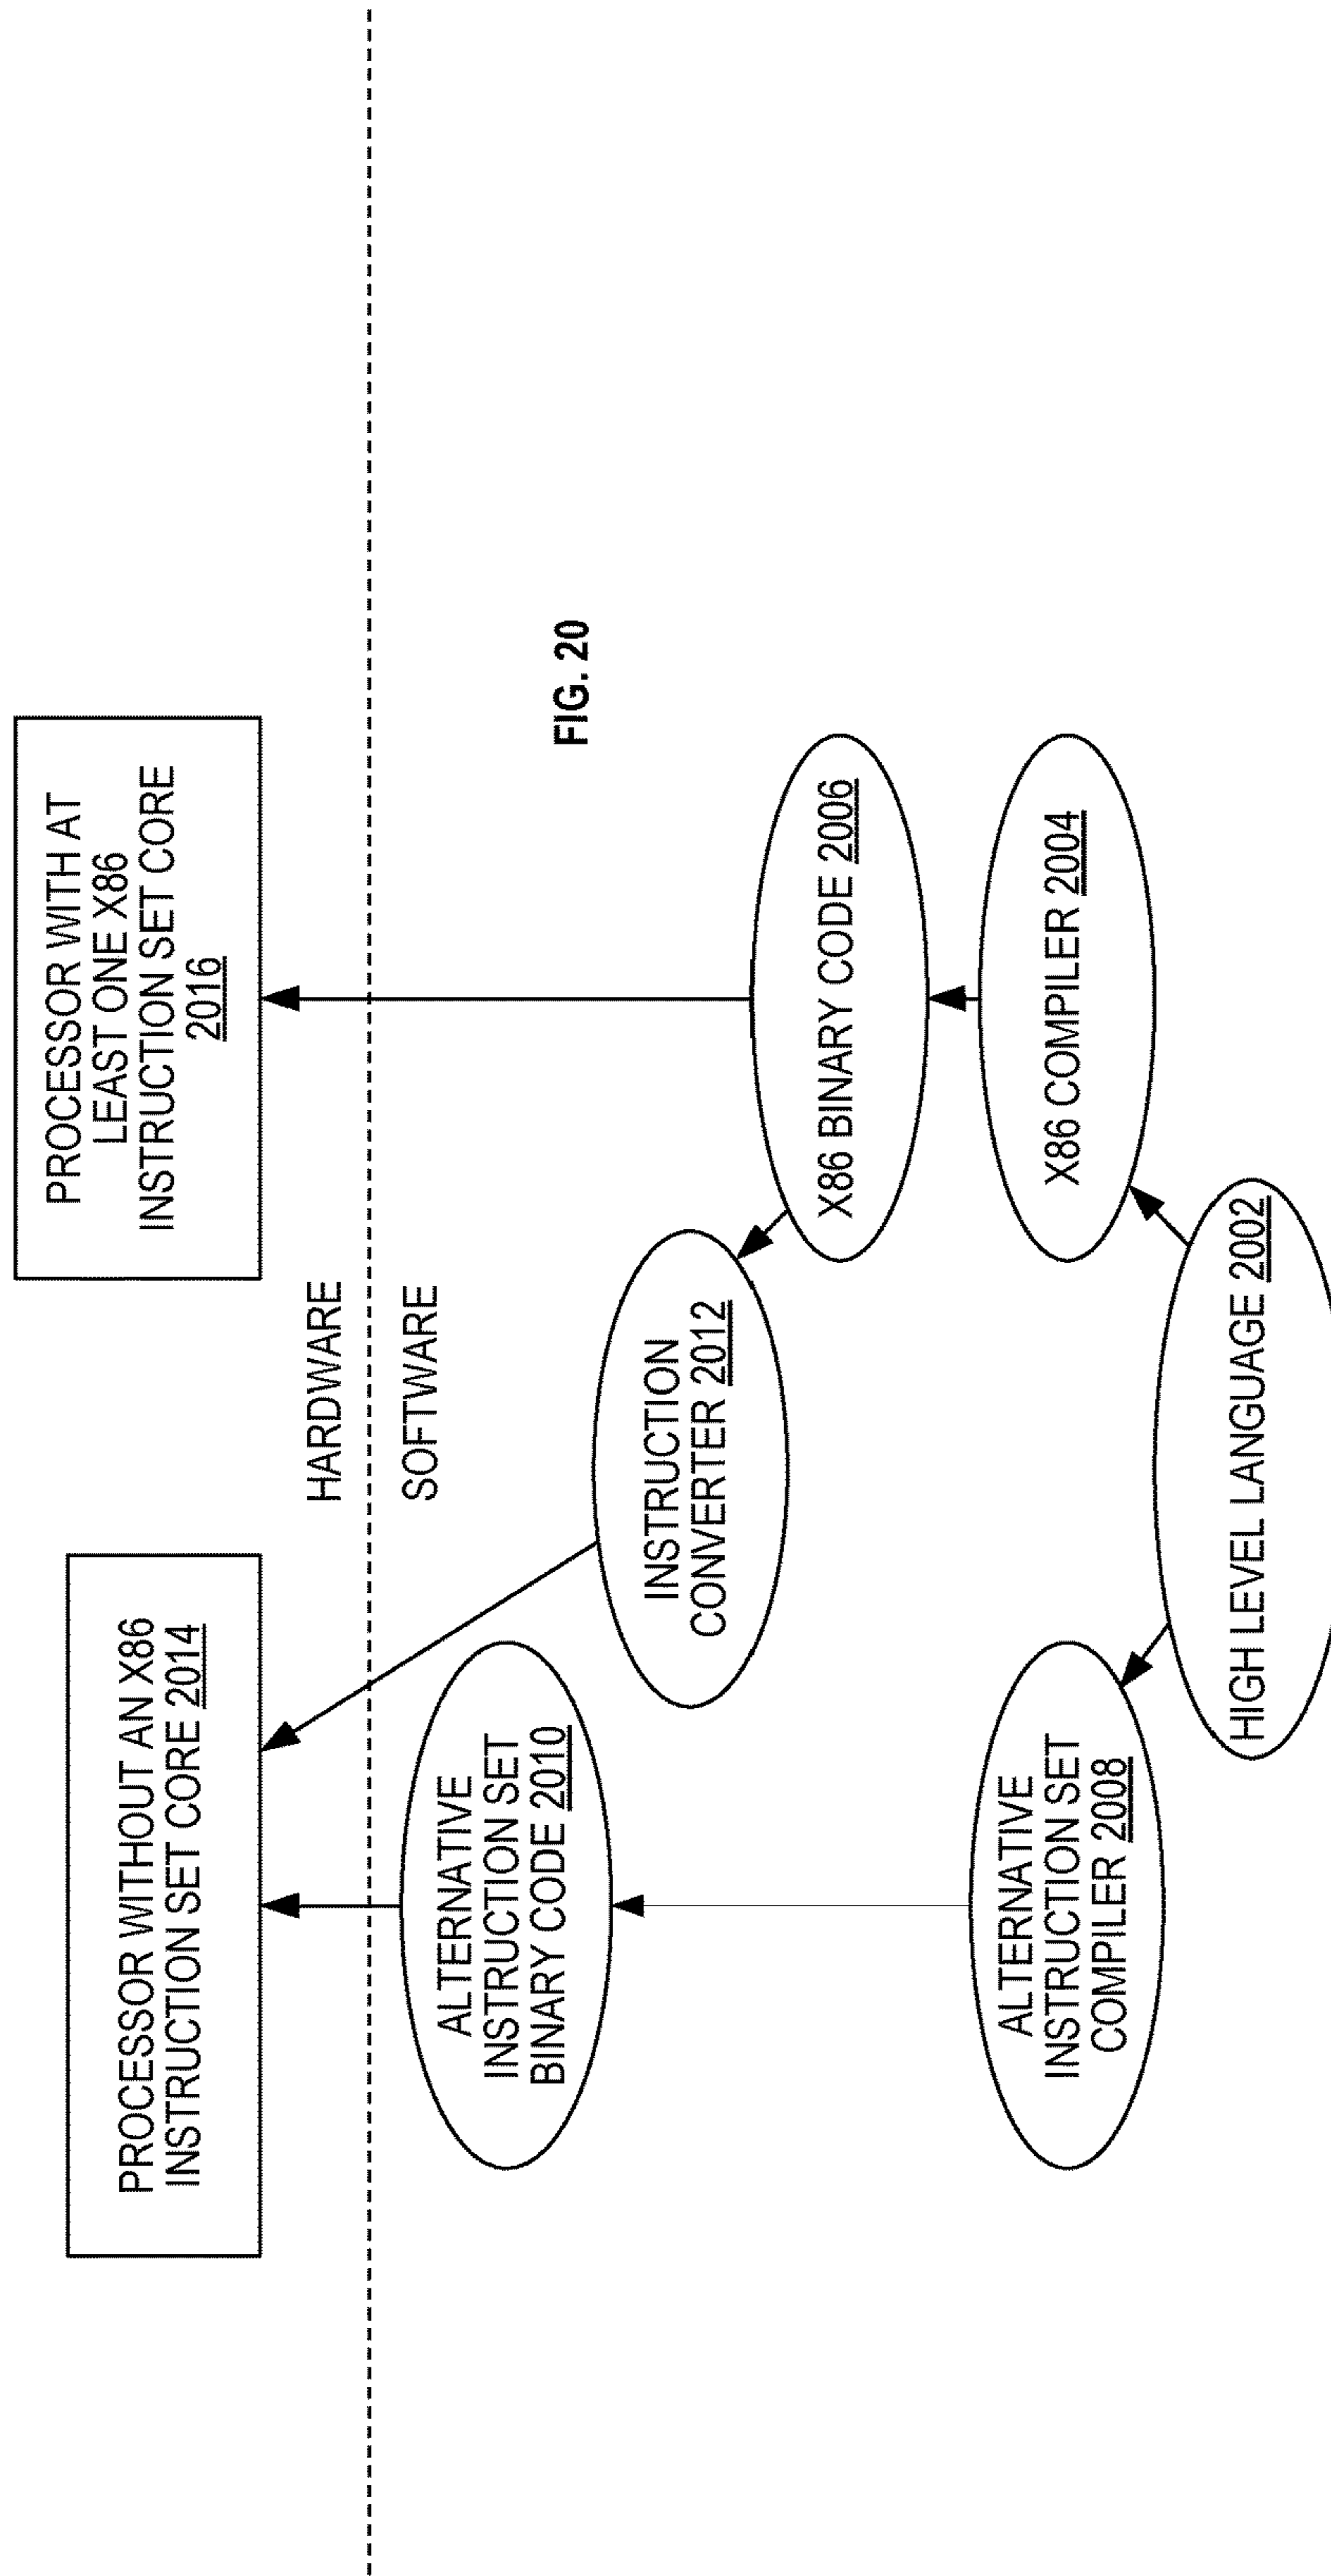 PROCESSOR WITHOUT AN X86
INSTRUCTION SET CORE 2014
PROCESSOR WITH AT
LEAST ONE X86
INSTRUCTION SET CORE
2016
HARDWARE
SOFTWARE
ALTERNATIVE
INSTRUCTION SET
BINARY CODE 2010
INSTRUCTION
CONVERTER 2012
FIG. 20
X86 BINARY CODE 2006
ALTERNATIVE
INSTRUCTION SET
COMPILER 2008
X86 COMPILER 2004
HIGH LEVEL LANGUAGE 2002